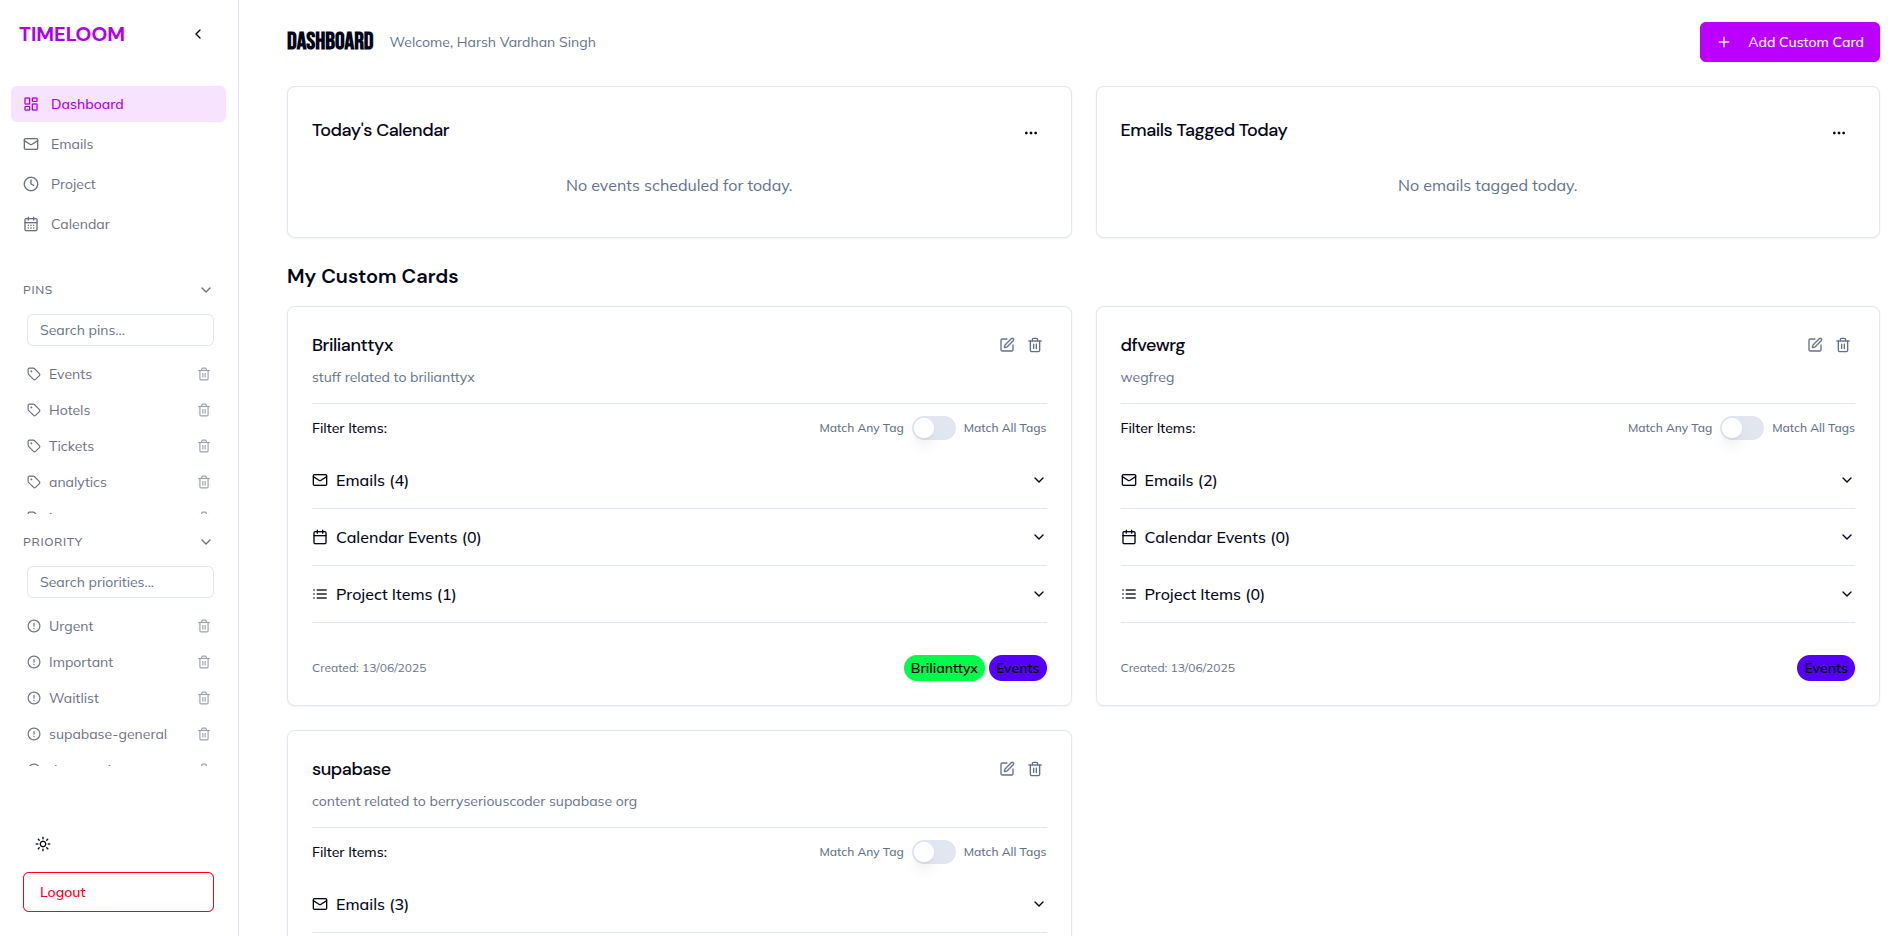 TIMELOOM
Dashboard
Emails
Project
Calendar
PINS
Search pins...
Events
Hotels
Tickets
analytics
PRIORITY
Search priorities...
Urgent
Important
Waitlist
supabase-general
Logout
DASHBOARD Welcome, Harsh Vardhan Singh
Add Custom Card
Today's Calendar
No events scheduled for today.
Emails Tagged Today
No emails tagged today.
My Custom Cards
Brilianttyx
stuff related to brilianttyx
Filter Items: Match Any Tag Match All Tags
Emails (4)
Calendar Events (0)
Project Items (1)
Created: 13/06/2025 Brilianttyx Events
dfvewrg
wegfreg
Filter Items: Match Any Tag Match All Tags
Emails (2)
Calendar Events (0)
Project Items (0)
Created: 13/06/2025 Events
supabase
content related to berryseriouscoder supabase org
Filter Items: Match Any Tag Match All Tags
Emails (3)